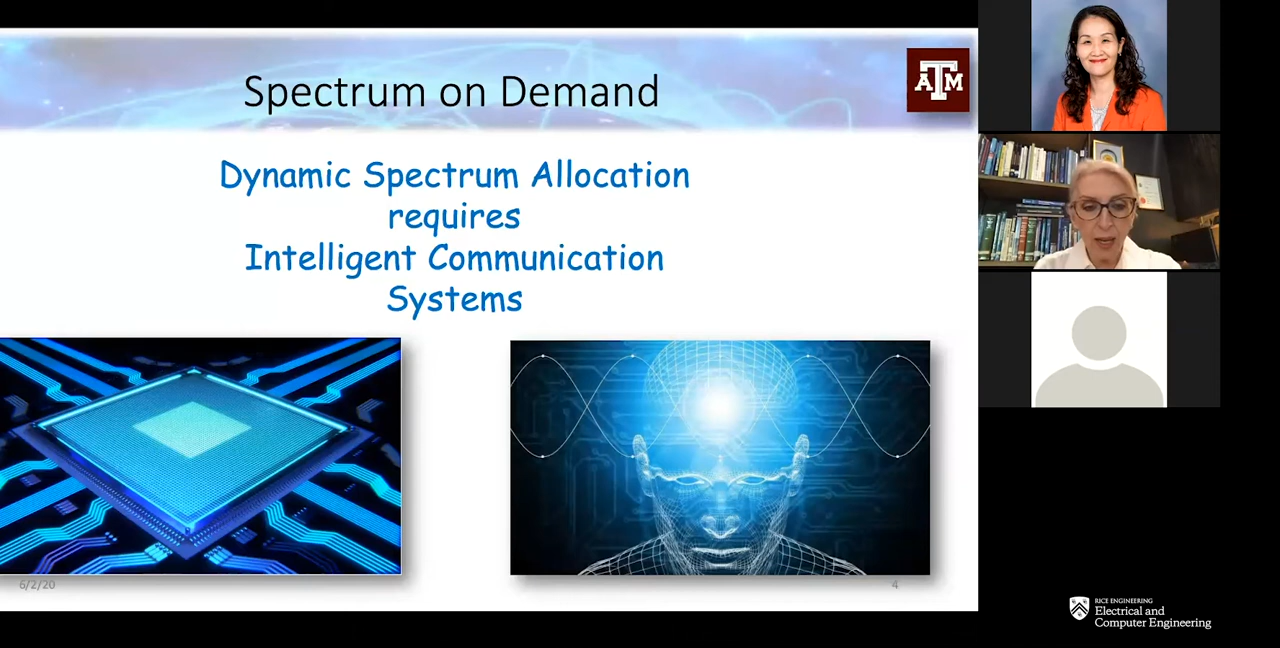 Spectrum on Demand
ATM
Dynamic Spectrum Allocation
requires
Intelligent Communication
Systems
6/2/20
4
RICE ENGINEERING
Electrical and
Computer Engineering